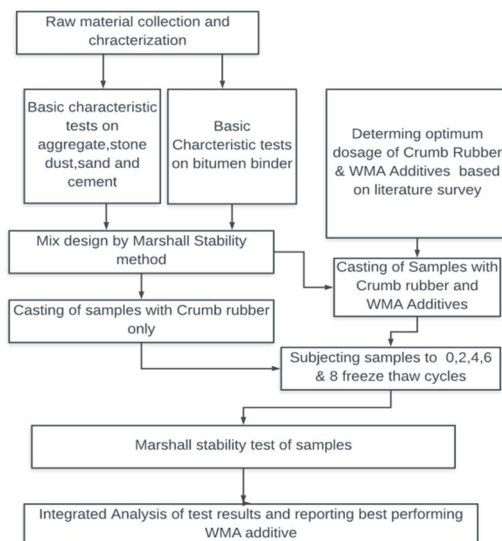 Raw material collection and
chracterization
Basic characteristic
tests on
aggregate,stone
dust,sand and
cement
Basic
Charcteristic tests
on bitumen binder
Determing optimum
dosage of Crumb Rubber
& WMA Additives based
on literature survey
Mix design by Marshall Stability
method
Casting of Samples with
Crumb rubber and
WMA Additives
Casting of samples with Crumb rubber
only
Subjecting samples to 0,2,4,6
& 8 freeze thaw cycles
Marshall stability test of samples
Integrated Analysis of test results and reporting best performing
WMA additive